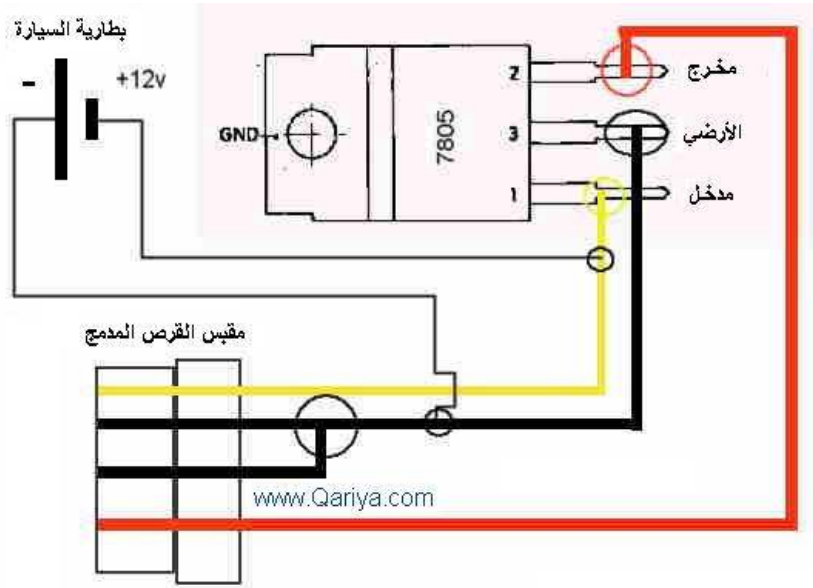 بطارية السيارة
-
+12v
GND
7805
2
3
1
مخرج
الأرضي
مدخل
مقبس القرص المدمج
www.Qariya.com